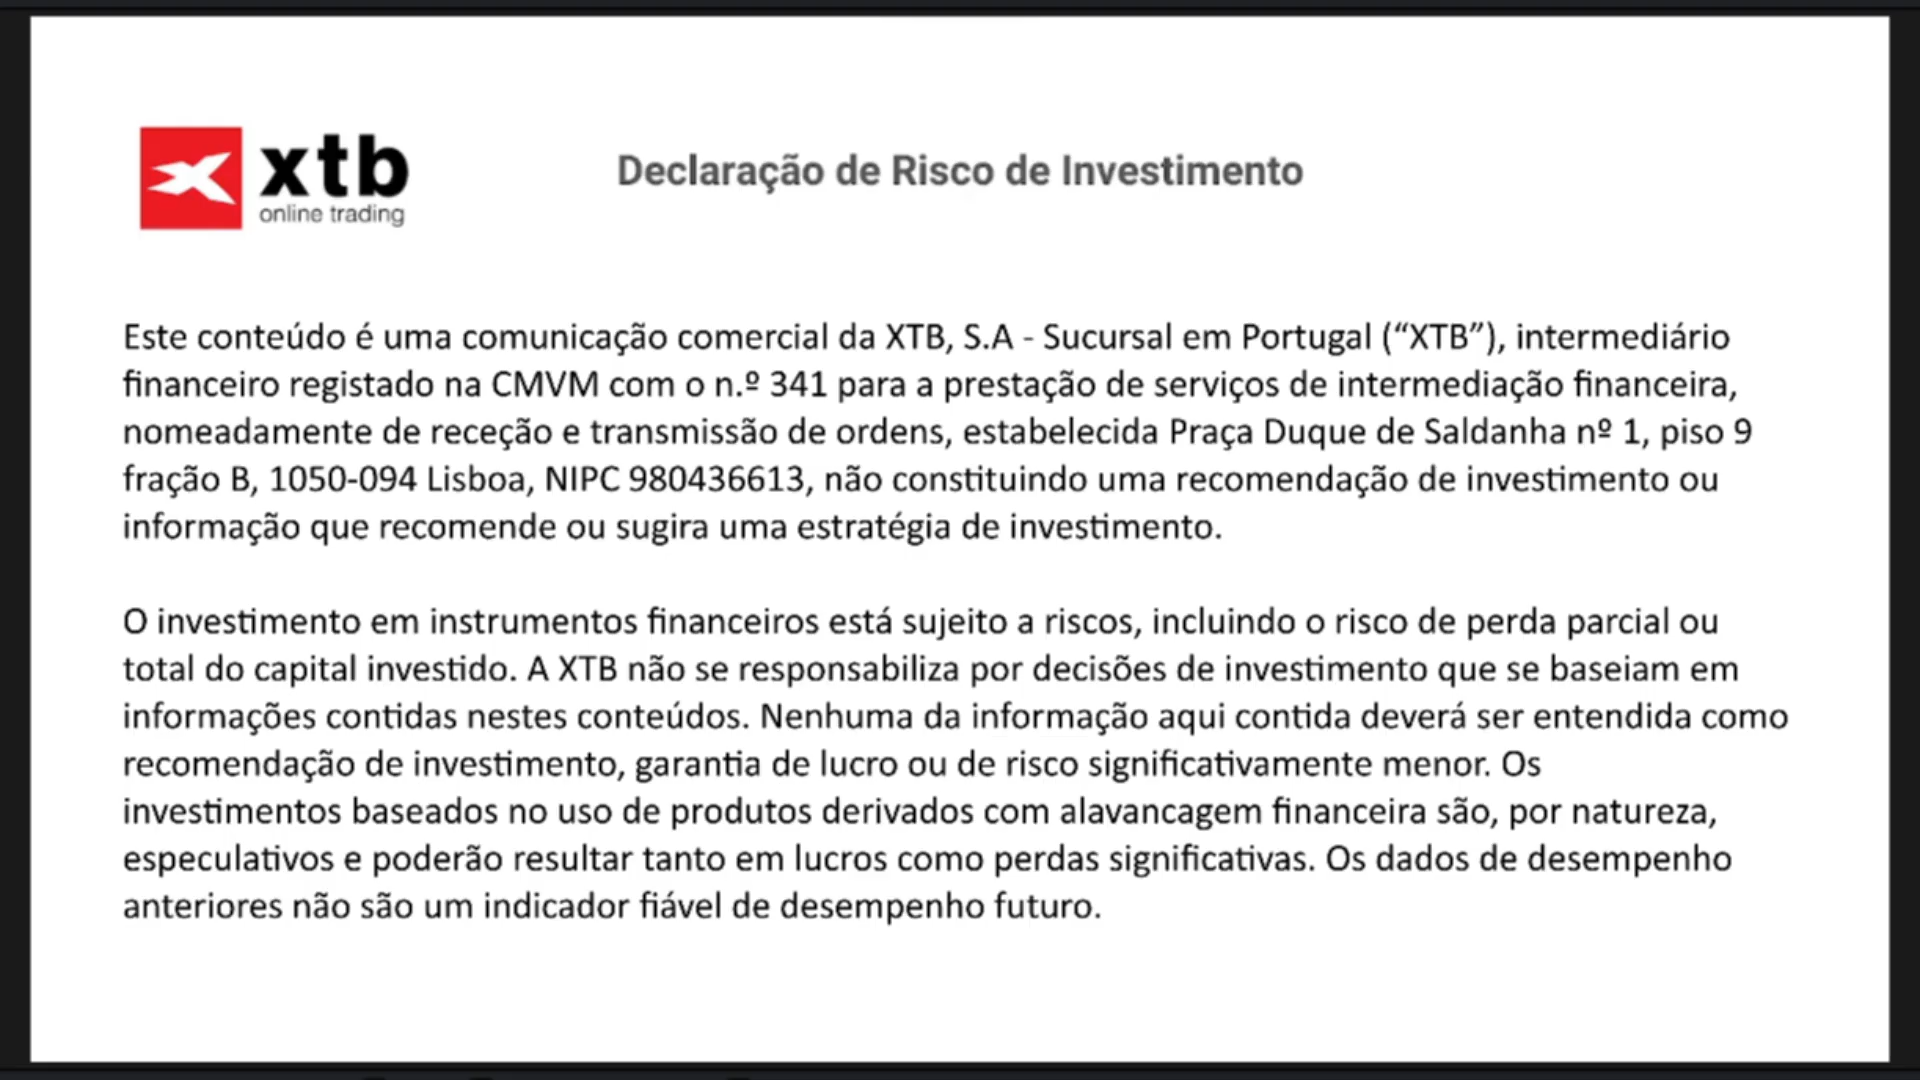 xtb
online trading
Declaração de Risco de Investimento
Este conteúdo é uma comunicação comercial da XTB, S.A - Sucursal em Portugal (“XTB”), intermediário
financeiro registado na CMVM com o n.º 341 para a prestação de serviços de intermediação financeira,
nomeadamente de receção e transmissão de ordens, estabelecida Praça Duque de Saldanha nº 1, piso 9
fração B, 1050-094 Lisboa, NIPC 980436613, não constituindo uma recomendação de investimento ou
informação que recomende ou sugira uma estratégia de investimento.
O investimento em instrumentos financeiros está sujeito a riscos, incluindo o risco de perda parcial ou
total do capital investido. A XTB não se responsabiliza por decisões de investimento que se baseiam em
informações contidas nestes conteúdos. Nenhuma da informação aqui contida deverá ser entendida como
recomendação de investimento, garantia de lucro ou de risco significativamente menor. Os
investimentos baseados no uso de produtos derivados com alavancagem financeira são, por natureza,
especulativos e poderão resultar tanto em lucros como perdas significativas. Os dados de desempenho
anteriores não são um indicador fiável de desempenho futuro.